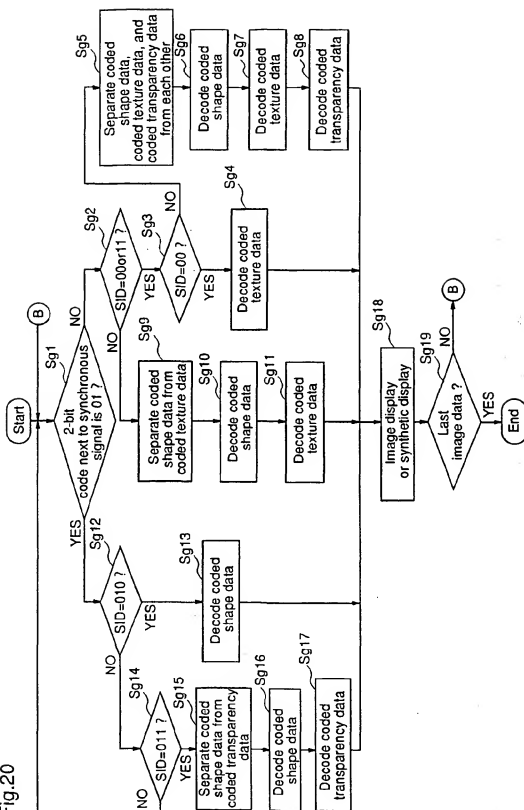 Fig.20
Start
B
Sg1
2-bit
code next to synchronous
signal is 01 ?
YES
NO
Sg2
SID=00or11 ?
YES
NO
Sg3
SID=00 ?
YES
NO
Sg4
Decode coded
texture data
Sg5
Separate coded
shape data,
coded texture data, and
coded transparency data
from each other
Sg6
Decode coded
shape data
Sg7
Decode coded
texture data
Sg8
Decode coded
transparency data
Sg9
Separate coded
shape data from
coded texture data
Sg10
Decode coded
shape data
Sg11
Decode coded
texture data
Sg12
SID=010 ?
YES
NO
Sg13
Decode coded
shape data
Sg14
SID=011 ?
YES
NO
Sg15
Separate coded
shape data from
coded transparency
data
Sg16
Decode coded
shape data
Sg17
Decode coded
transparency data
Sg18
Image display
or synthetic display
Sg19
Last
image data ?
NO
B
YES
End